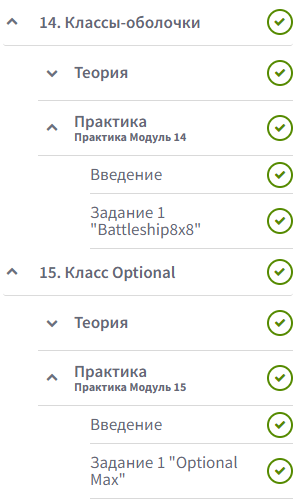 14. Классы-оболочки
Теория
Практика
Практика Модуль 14
Введение
Задание 1
"Battleship8x8"
15. Класс Optional
Теория
Практика
Практика Модуль 15
Введение
Задание 1 "Optional
Max"